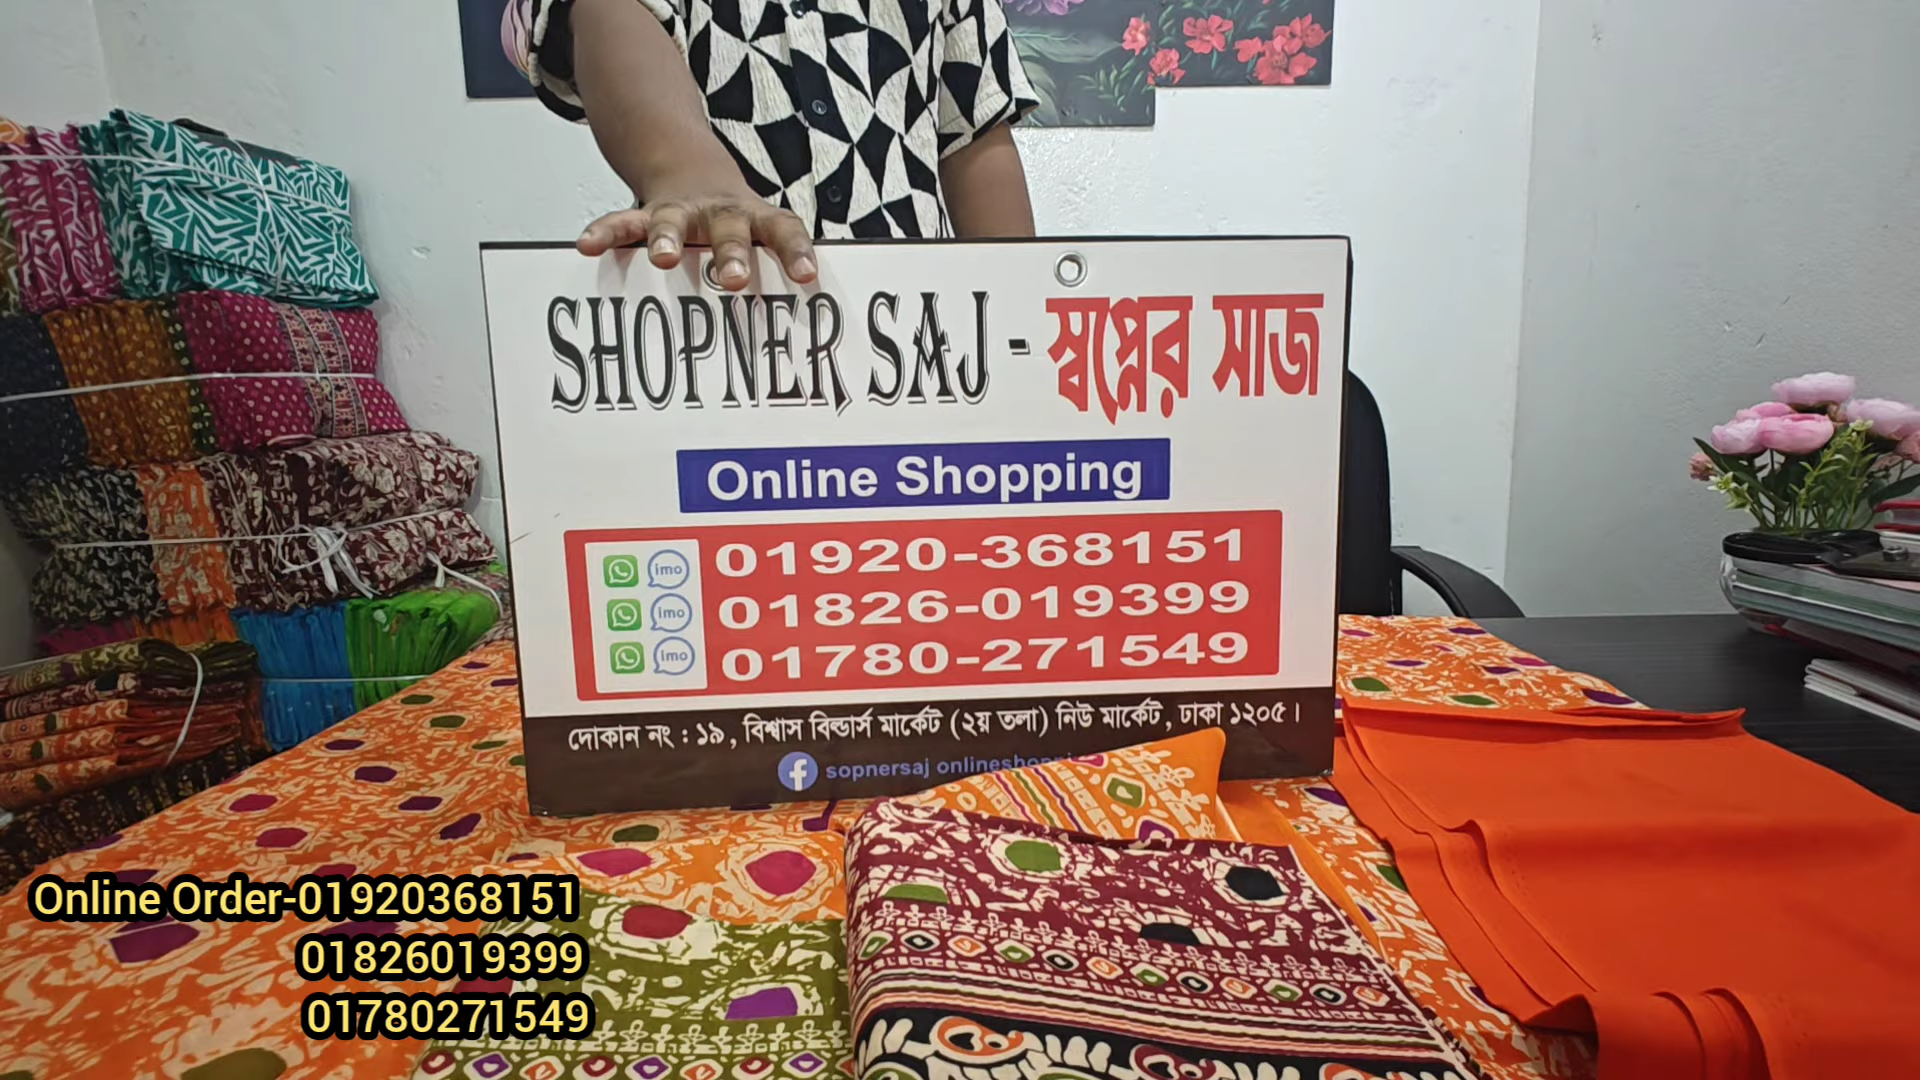 SHOPNER SAJ - স্বপ্নের সাজ
Online Shopping
imo 01920-368151
imo 01826-019399
imo 01780-271549
দোকান নং : ১৯, বিশ্বাস বিল্ডার্স মার্কেট (২য় তলা) নিউ মার্কেট, ঢাকা ১২০৫।
sopnersaj
Online Order-01920368151
01826019399
01780271549